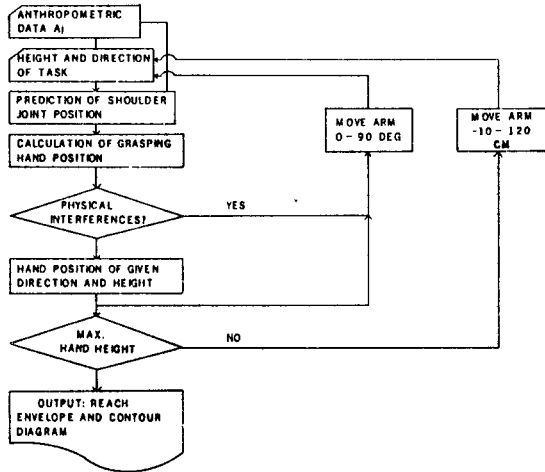 ANTHROPOMETRIC
DATA A)
HEIGHT AND DIRECTION
OF TASK
PREDICTION OF SHOULDER
JOINT POSITION
CALCULATION OF GRASPING
HAND POSITION
PHYSICAL
INTERFERENCES?
YES
HAND POSITION OF GIVEN
DIRECTION AND HEIGHT
MAX.
HAND HEIGHT
NO
OUTPUT: REACH
ENVELOPE AND CONTOUR
DIAGRAM
MOVE ARM
0-90 DEG
MOVE ARM
-10-120
CM